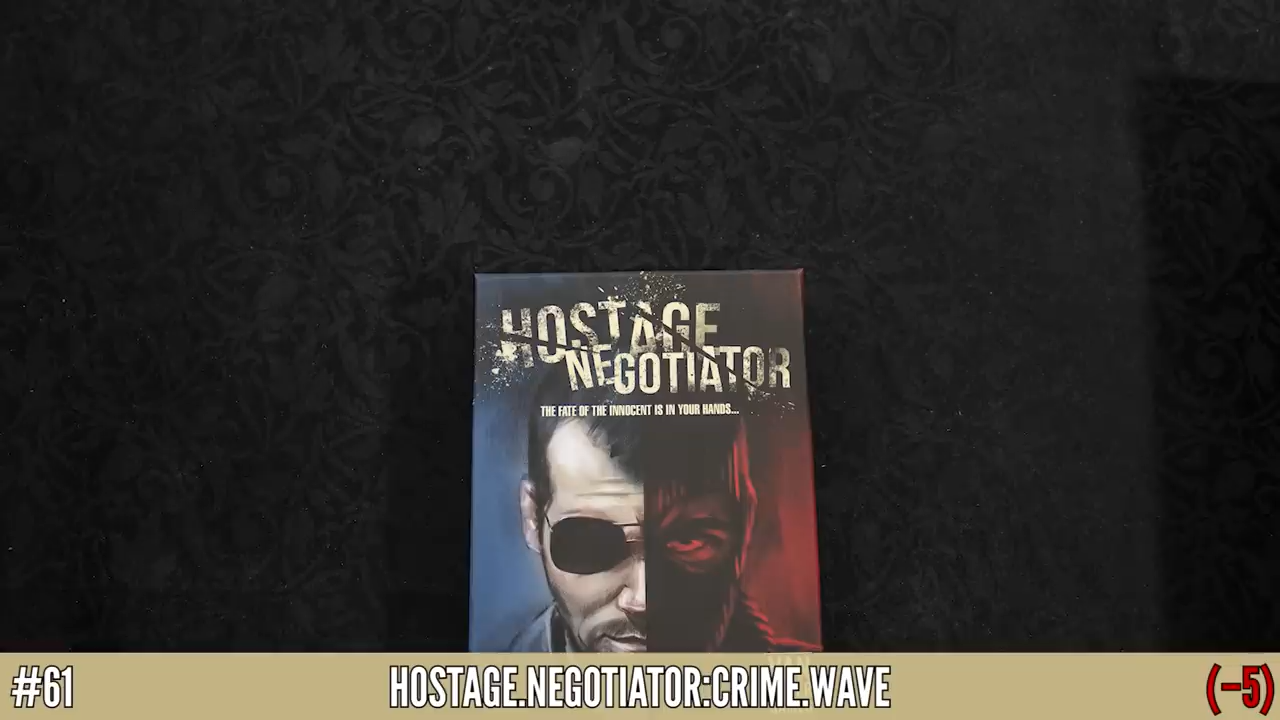 HOSTAGE
NEGOTIATOR
THE FATE OF THE INNOCENT IS IN YOUR HANDS...
#61
HOSTAGE.NEGOTIATOR:CRIME.WAVE
(-5)